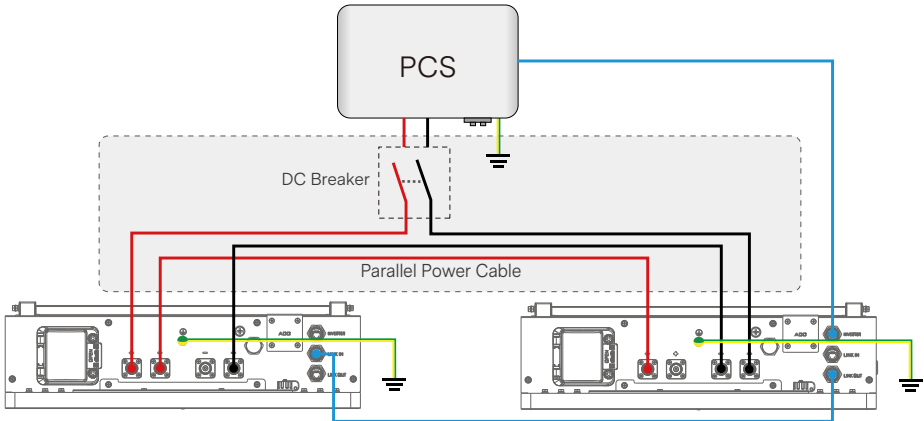 PCS
DC Breaker
Parallel Power Cable
ADD
INVERTER
LINK IN
LINK OUT
ADD
INVERTER
LINK IN
LINK OUT